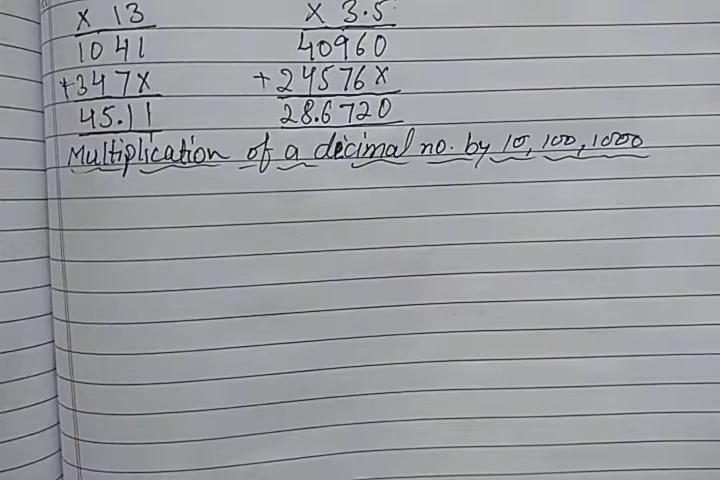 x 13 x 3.5
1041 40960
+347x +24576x
45.11 28.6720
Multiplication of a decimal no. by 10, 100, 1000